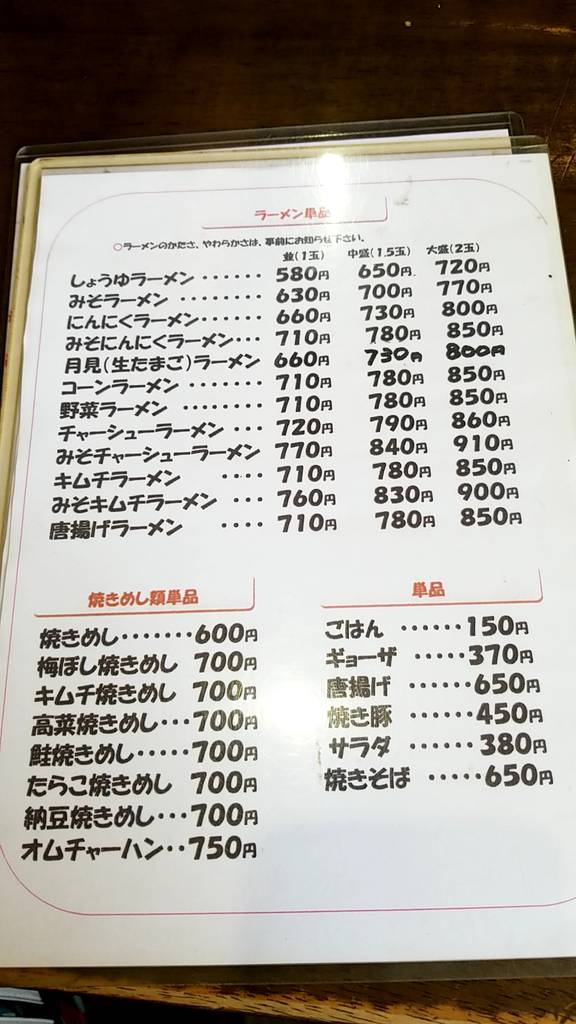 ラーメン単品
○ラーメンのかたさ、やわらかさは、事前にお知らせ下さい。
並(1玉) 中盛(1.5玉) 大盛(2玉)
しょうゆラーメン ‥‥‥ 580円 650円 720円
みそラーメン ‥‥‥ 630円 700円 770円
にんにくラーメン‥‥ 660円 730円 800円
みそにんにくラーメン… 710円 780円 850円
月見(生たまご)ラーメン 660円 730円 800円
コーンラーメン ‥‥‥ 710円 780円 850円
野菜ラーメン ‥‥‥‥ 710円 780円 850円
チャーシューラーメン … 720円 790円 860円
みそチャーシューラーメン 770円 840円 910円
キムチラーメン ‥‥ 710円 780円 850円
みそキムチラーメン … 760円 830円 900円
唐揚げラーメン ‥‥ 710円 780円 850円
焼きめし類単品
焼きめし‥‥‥‥600円
梅ぼし焼きめし 700円
キムチ焼きめし 700円
高菜焼きめし…700円
鮭焼きめし‥‥‥700円
たらこ焼きめし 700円
納豆焼きめし…700円
オムチャーハン‥750円
単品
ごはん ‥‥‥150円
ギョーザ ‥‥‥370円
唐揚げ ‥‥‥650円
焼き豚 ‥‥‥450円
サラダ ‥‥‥380円
焼きそば ‥‥‥650円